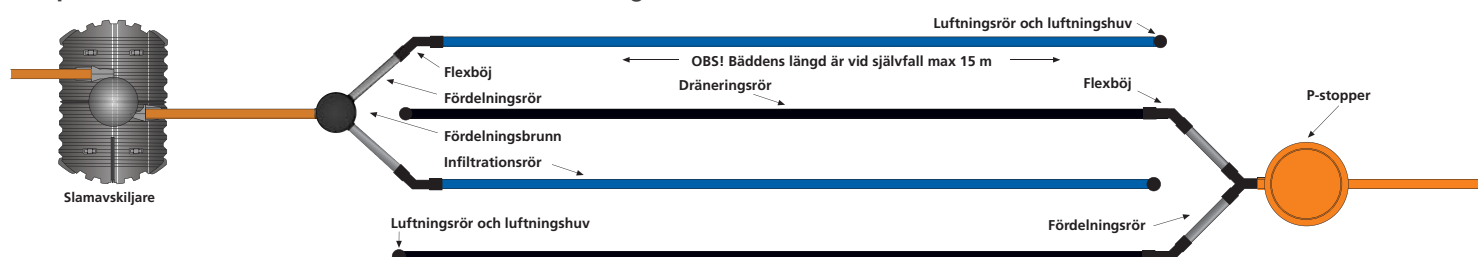 Luftningsrör och luftningshuv
OBS! Bäddens längd är vid självfall max 15 m
Flexböj
Dräneringsrör
Flexböj
Fördelningsrör
P-stopper
Fördelningsbrunn
Infiltrationsrör
Slamavskiljare
Luftningsrör och luftningshuv
Fördelningsrör